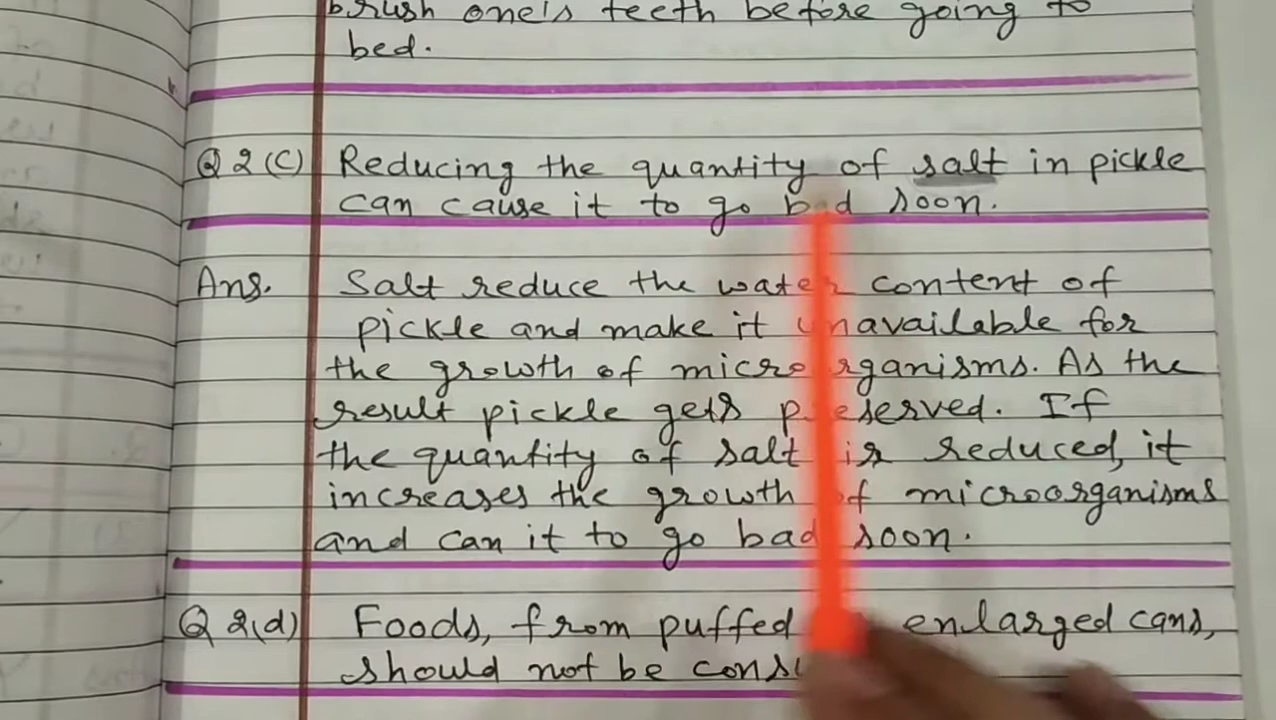 brush one's teeth before going to
bed.
Q 2(C) Reducing the quantity of salt in pickle
can cause it to go bad soon.
Ans. Salt reduce the water content of
pickle and make it unavailable for
the growth of microorganisms. As the
result pickle gets preserved. If
the quantity of salt is reduced, it
increases the growth of microorganisms
and can it to go bad soon.
Q 2(d) Foods, from puffed enlarged cans,
should not be